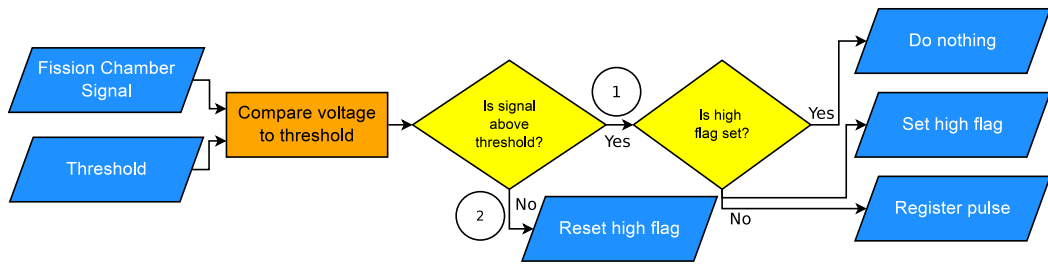 Fission Chamber
Signal
Threshold
Compare voltage
to threshold
Is signal
above
threshold?
1
Yes
2
No
Reset high flag
Is high
flag set?
Yes
No
Do nothing
Set high flag
Register pulse